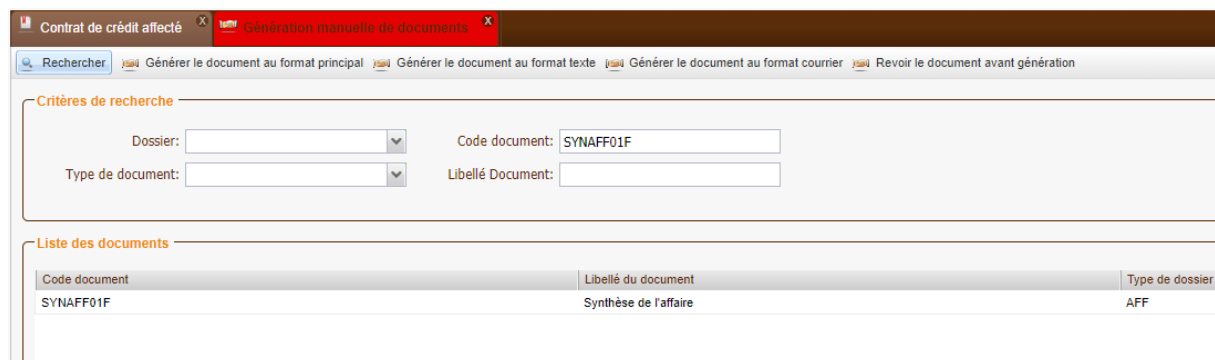 Contrat de crédit affecté X Génération manuelle de documents X
Rechercher Générer le document au format principal Générer le document au format texte Générer le document au format courrier Revoir le document avant génération
Critères de recherche
Dossier: Code document: SYNAFF01F
Type de document: Libellé Document:
Liste des documents
Code document Libellé du document Type de dossier
SYNAFF01F Synthèse de l'affaire AFF